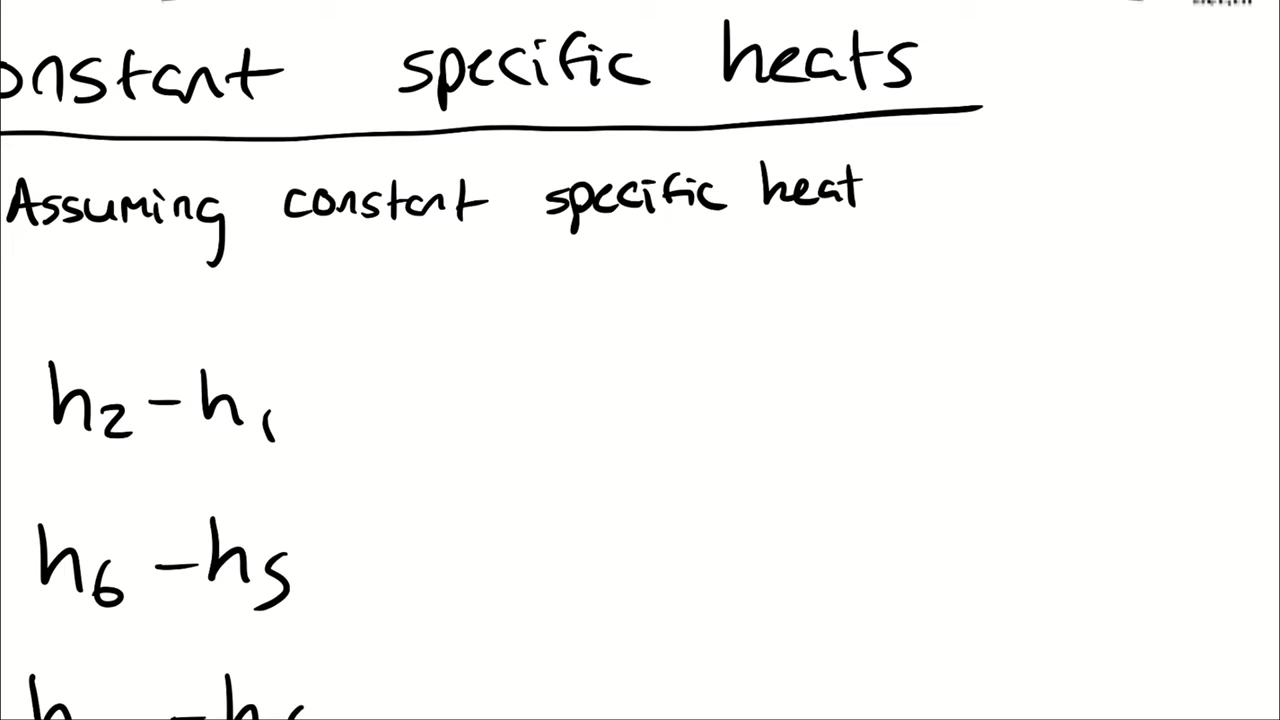 onstant specific heats
Assuming constant specific heat
h2 - h1
h6 - h5